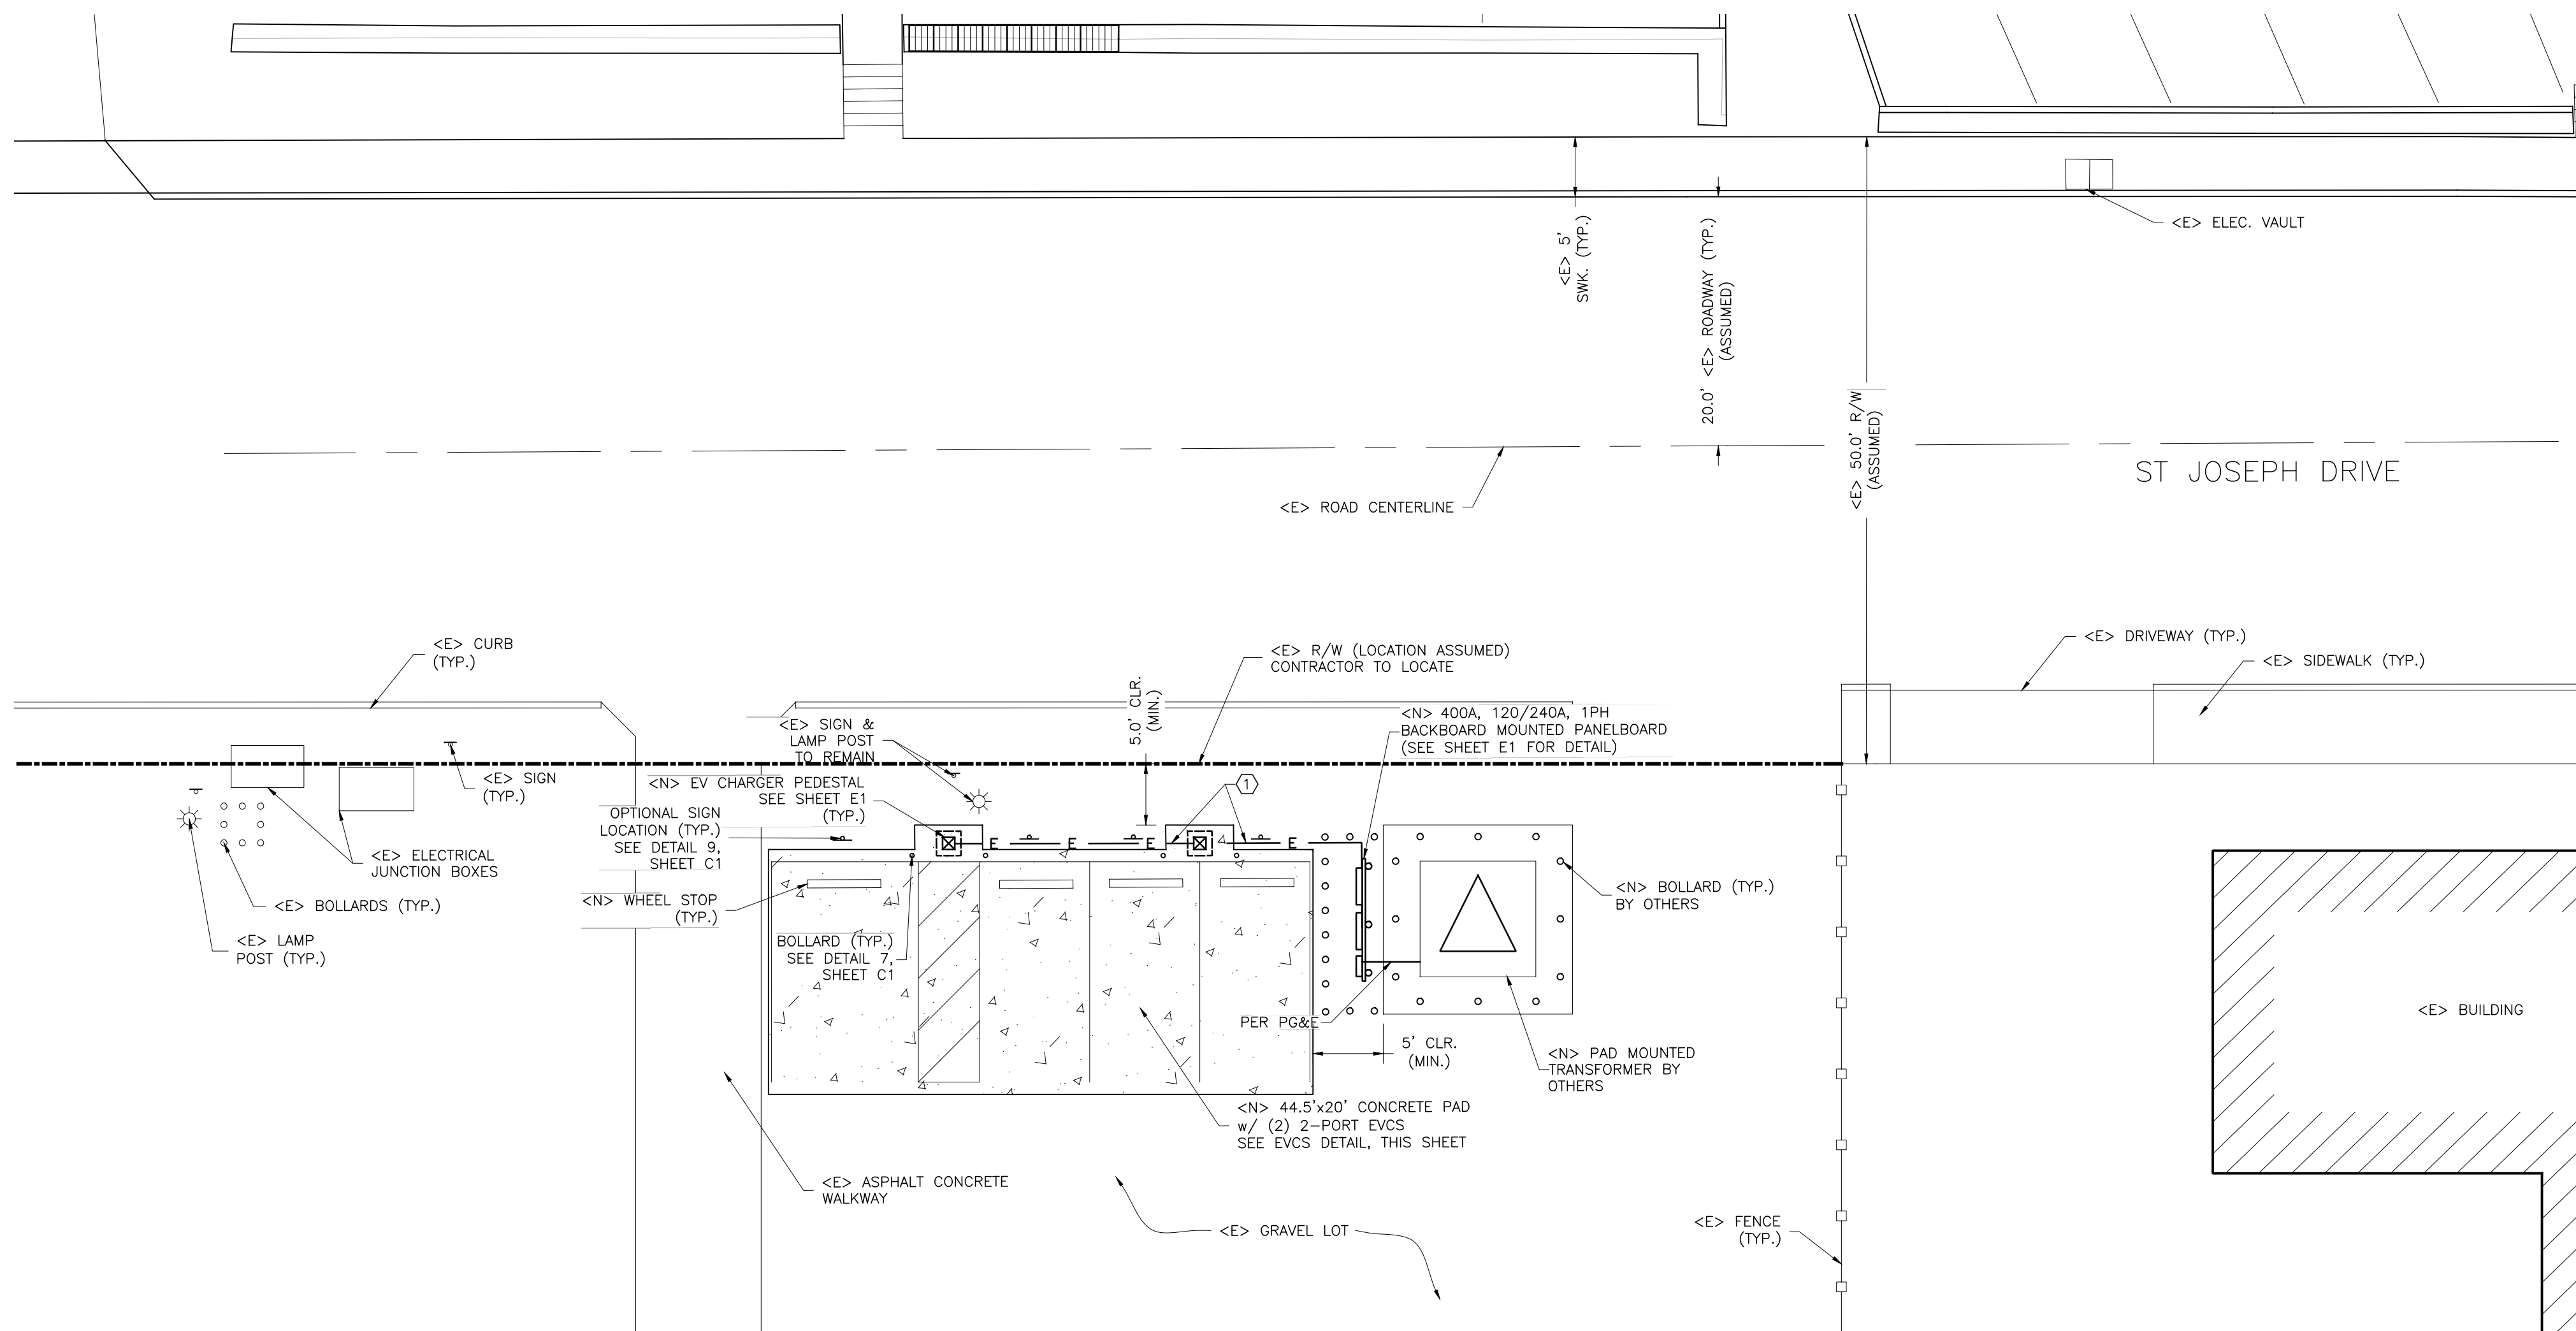 <E> ELEC. VAULT
<E> 5'
SWK. (TYP.)
20.0' <E> ROADWAY (TYP.)
(ASSUMED)
<E> 50.0' R/W
(ASSUMED)
ST JOSEPH DRIVE
<E> ROAD CENTERLINE
<E> CURB
(TYP.)
<E> R/W (LOCATION ASSUMED)
CONTRACTOR TO LOCATE
<E> DRIVEWAY (TYP.)
<E> SIDEWALK (TYP.)
5.0' CLR.
(MIN.)
<E> SIGN &
LAMP POST
TO REMAIN
<N> 400A, 120/240A, 1PH
BACKBOARD MOUNTED PANELBOARD
(SEE SHEET E1 FOR DETAIL)
<E> SIGN
(TYP.)
<N> EV CHARGER PEDESTAL
SEE SHEET E1
(TYP.)
1
OPTIONAL SIGN
LOCATION (TYP.)
SEE DETAIL 9,
SHEET C1
E E E E
<E> ELECTRICAL
JUNCTION BOXES
<E> BOLLARDS (TYP.)
<E> LAMP
POST (TYP.)
<N> WHEEL STOP
(TYP.)
BOLLARD (TYP.)
SEE DETAIL 7,
SHEET C1
<N> BOLLARD (TYP.)
BY OTHERS
PER PG&E
5' CLR.
(MIN.)
<N> PAD MOUNTED
TRANSFORMER BY
OTHERS
<E> BUILDING
<N> 44.5'x20' CONCRETE PAD
w/ (2) 2-PORT EVCS
SEE EVCS DETAIL, THIS SHEET
<E> ASPHALT CONCRETE
WALKWAY
<E> GRAVEL LOT
<E> FENCE
(TYP.)